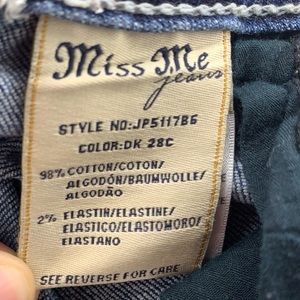 Miss Me
jeans
STYLE NO:JP5117B6
COLOR:DK 28C
98% COTTON/COTON/
ALGODÓN/BAUMWOLLE/
ALGODÃO
2% ELASTIN/ELASTINE/
ELASTICO/ELASTOMORO/
ELASTANO
SEE REVERSE FOR CARE